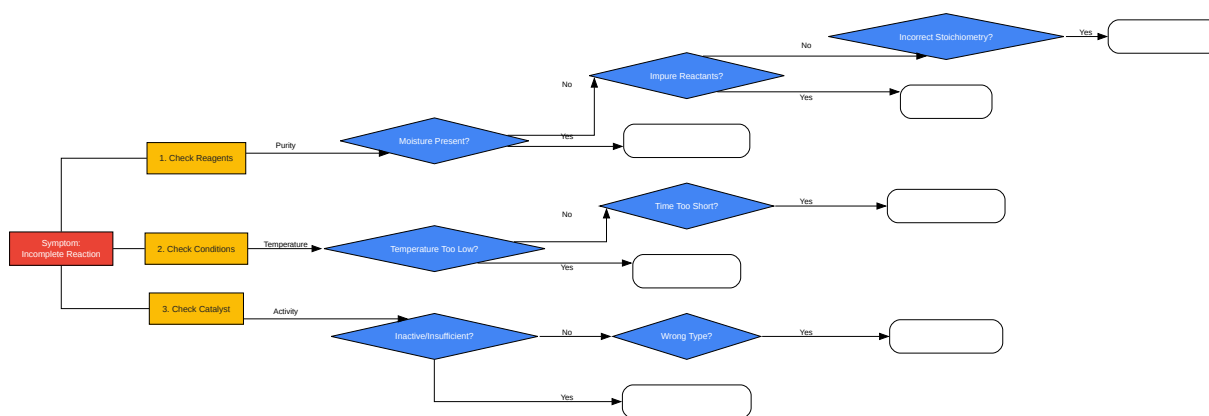 Incorrect Stoichiometry?
Yes
No
Impure Reactants?
No
Yes
Moisture Present?
Yes
1. Check Reagents
Purity
Time Too Short?
Yes
No
Symptom:
Incomplete Reaction
2. Check Conditions
Temperature
Temperature Too Low?
Yes
3. Check Catalyst
Activity
Inactive/Insufficient?
No
Wrong Type?
Yes
Yes